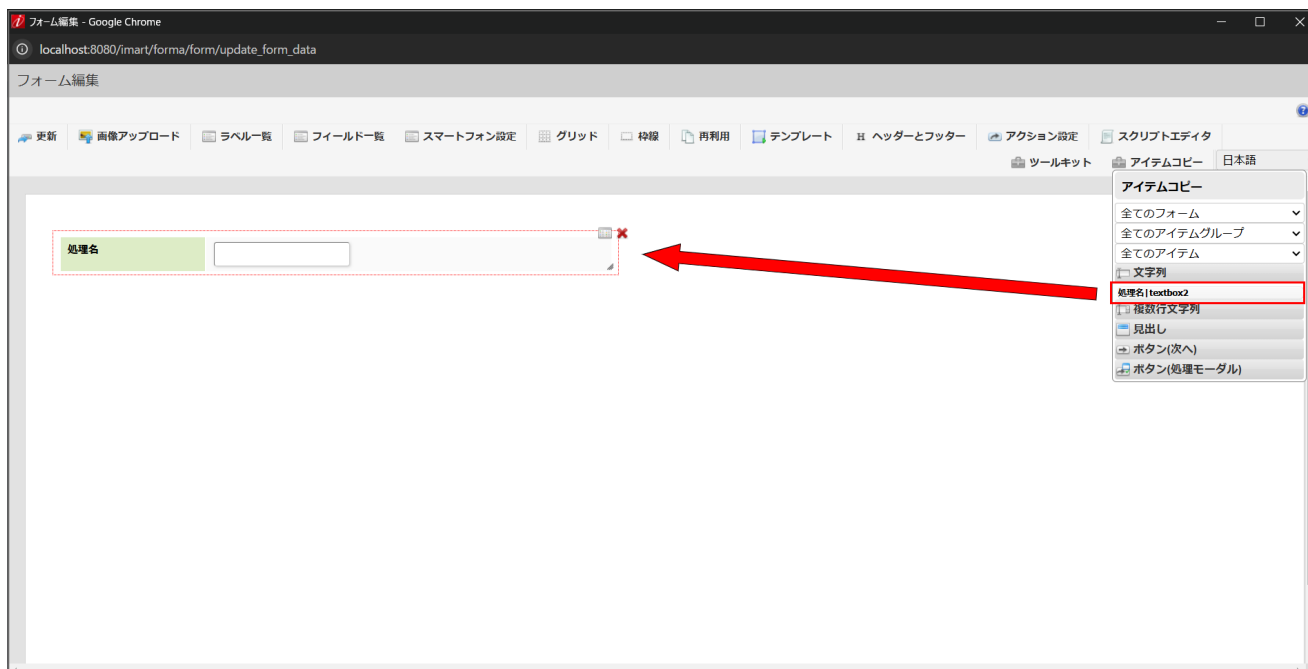 フォーム編集 - Google Chrome
localhost:8080/imart/forma/form/update_form_data
フォーム編集
更新 画像アップロード ラベル一覧 フィールド一覧 スマートフォン設定 グリッド 枠線 再利用 テンプレート H ヘッダーとフッター アクション設定 スクリプトエディタ
ツールキット アイテムコピー 日本語
アイテムコピー
全てのフォーム
全てのアイテムグループ
全てのアイテム
文字列
処理名|textbox2
複数行文字列
見出し
ボタン(次へ)
ボタン(処理モーダル)
処理名